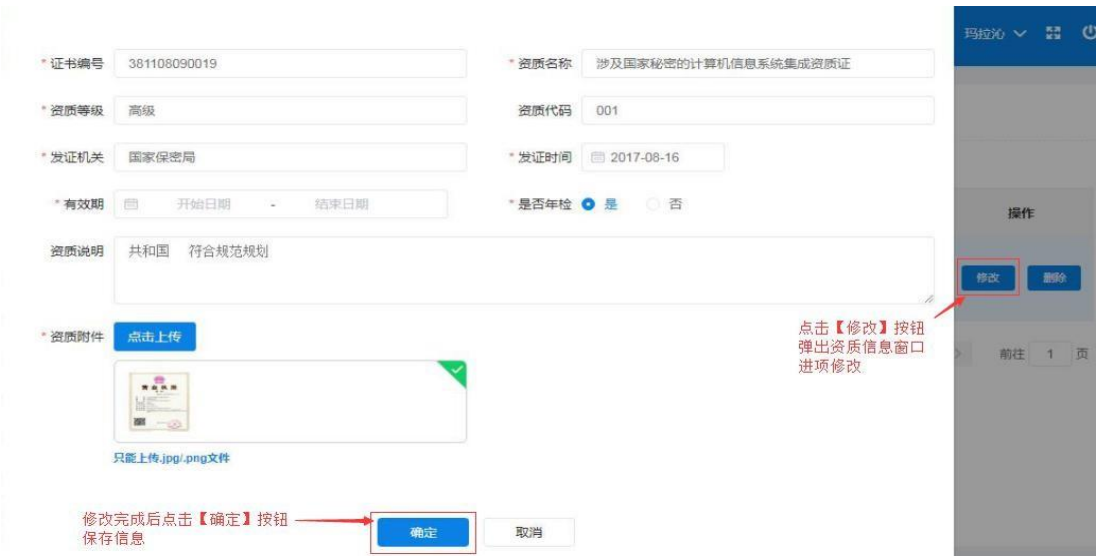 玛拉沁
* 证书编号 381108090019 * 资质名称 涉及国家秘密的计算机信息系统集成资质证
* 资质等级 高级 资质代码 001
* 发证机关 国家保密局 * 发证时间 2017-08-16
* 有效期 开始日期 - 结束日期 * 是否年检 是 否
操作
资质说明 共和国 符合规范规划
修改 删除
* 资质附件 点击上传
点击【修改】按钮
弹出资质信息窗口
进项修改
前往 1 页
营业执照
只能上传.jpg/.png文件
修改完成后点击【确定】按钮
保存信息
确定 取消